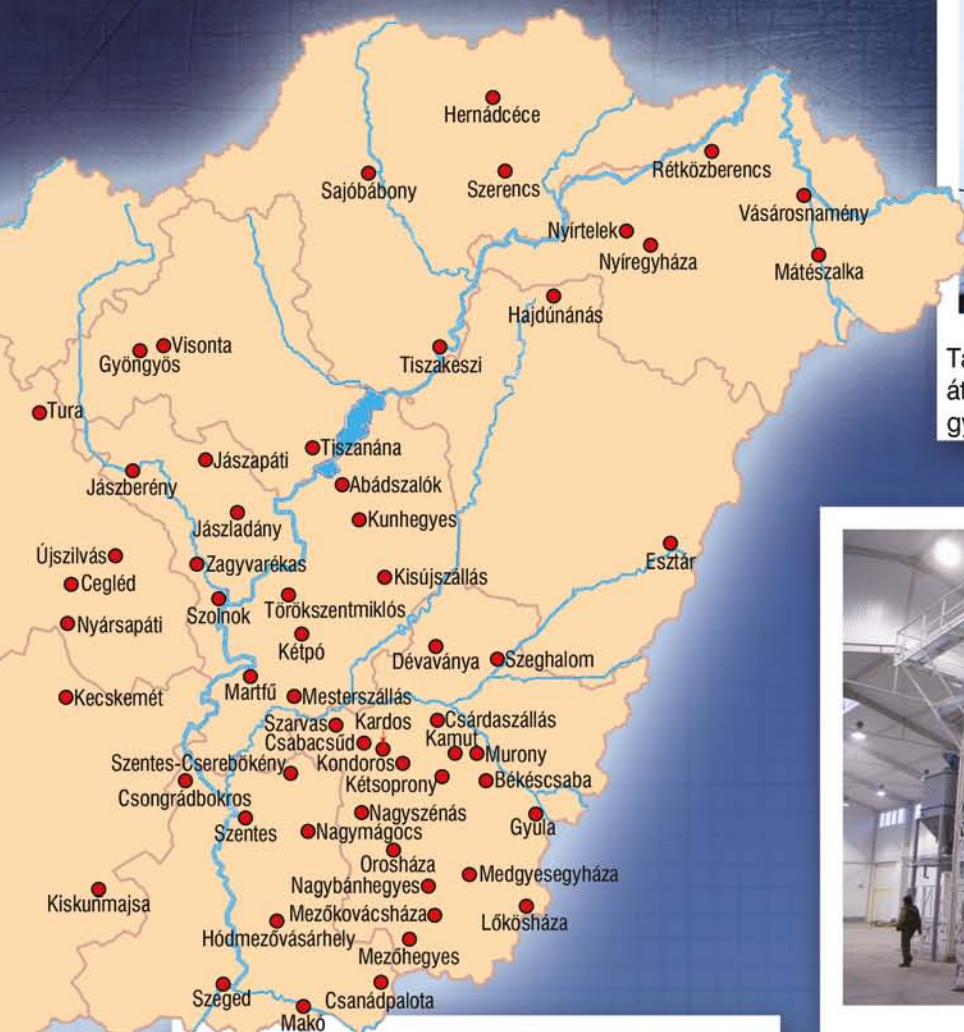 Hernádcéce
Sajóbábony
Szerencs
Rétközberencs
Vásárosnamény
Nyírtelek
Nyíregyháza
Mátészalka
Hajdúnánás
Visonta
Gyöngyös
Tiszakeszi
Tura
Tiszanána
Jászapáti
Jászberény
Abádszalók
Jászladány
Kunhegyes
Újszilvás
Zagyvarékas
Esztár
Cegléd
Kisújszállás
Szolnok
Törökszentmiklós
Nyársapáti
Kétpó
Dévaványa
Szeghalom
Martfű
Kecskemét
Mesterszállás
Szarvas
Kardos
Csárdaszállás
Csabacsűd
Kamut
Kondoros
Murony
Szentes-Cserebökény
Kétsoprony
Békéscsaba
Csongrádbokros
Nagyszénás
Gyula
Szentes
Nagymágocs
Orosháza
Medgyesegyháza
Nagybánhegyes
Kiskunmajsa
Mezőkovácsháza
Lőkösháza
Hódmezővásárhely
Mezőhegyes
Szeged
Csanádpalota
Makó